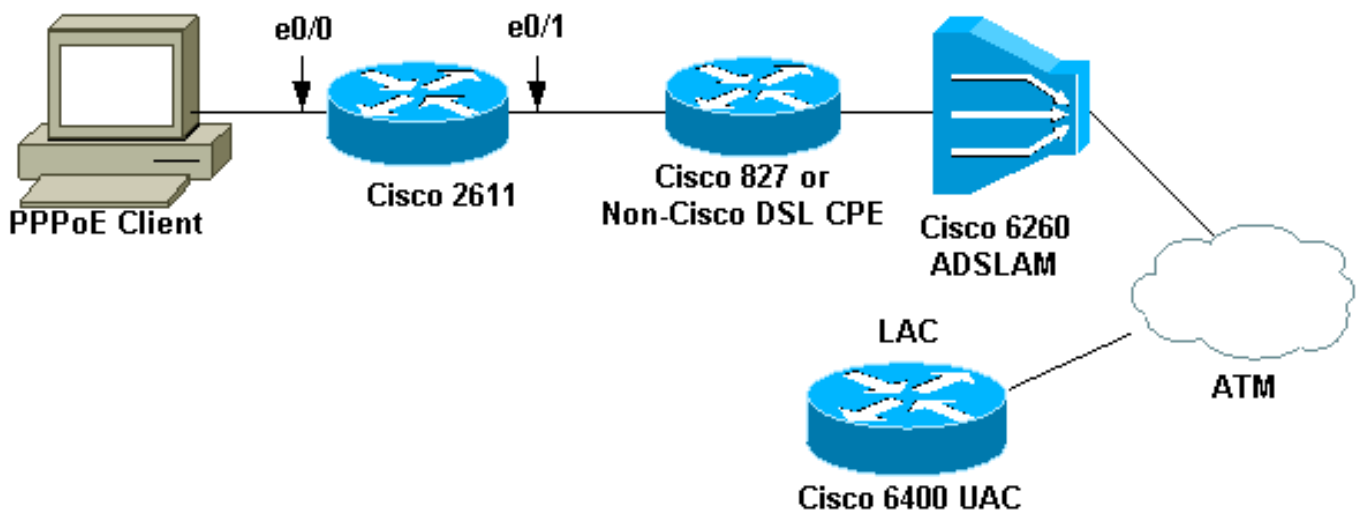 e0/0
e0/1
PPPoE Client
Cisco 2611
Cisco 827 or
Non-Cisco DSL CPE
Cisco 6260
ADSLAM
LAC
ATM
Cisco 6400 UAC